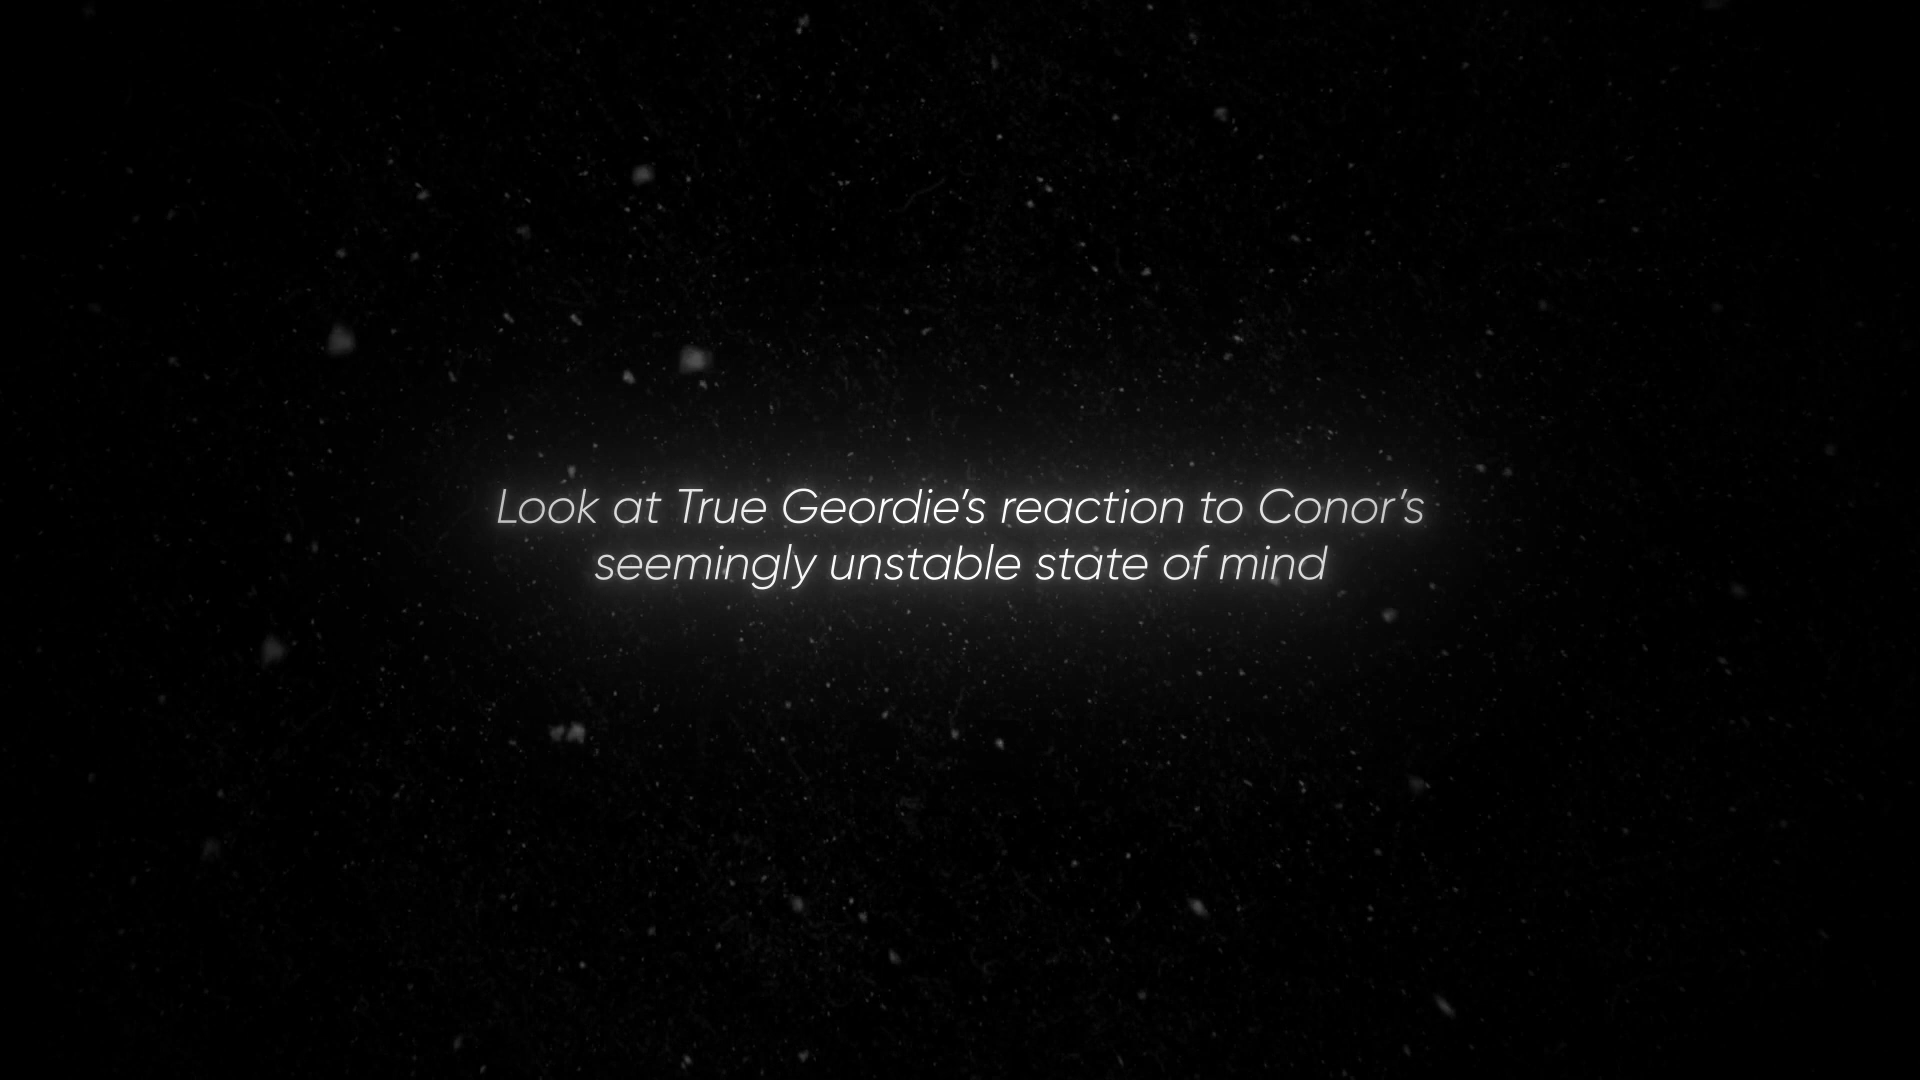 Look at True Geordie’s reaction to Conor’s
seemingly unstable state of mind